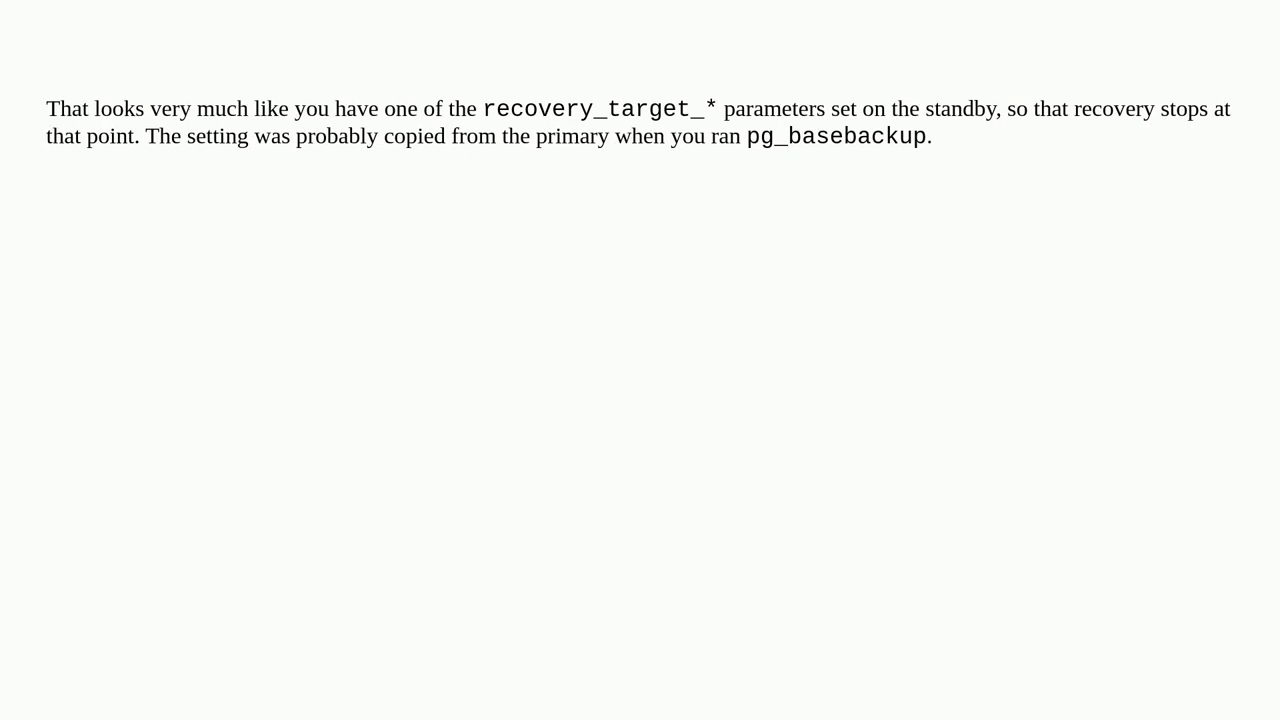 That looks very much like you have one of the recovery_target_* parameters set on the standby, so that recovery stops at
that point. The setting was probably copied from the primary when you ran pg_basebackup.